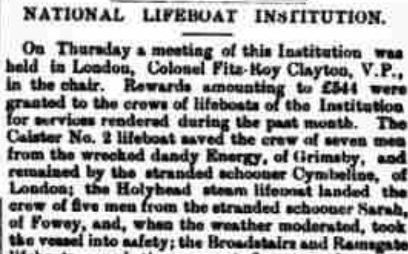 NATIONAL LIFEBOAT INSTITUTION.
On Thursday a meeting of this Institution was
held in London, Colonel Fitz-Roy Clayton, V.P.,
in the chair. Rewards amounting to £544 were
granted to the crews of lifeboats of the Institution
for services rendered during the past month. The
Caister No. 2 lifeboat saved the crew of seven men
from the wrecked dandy Energy, of Grimsby, and
remained by the stranded schooner Cymbeline, of
London; the Holyhead steam lifeboat landed the
crew of five men from the stranded schooner Sarah,
of Fowey, and, when the weather moderated, took
the vessel into safety; the Broadstairs and Ramsgate